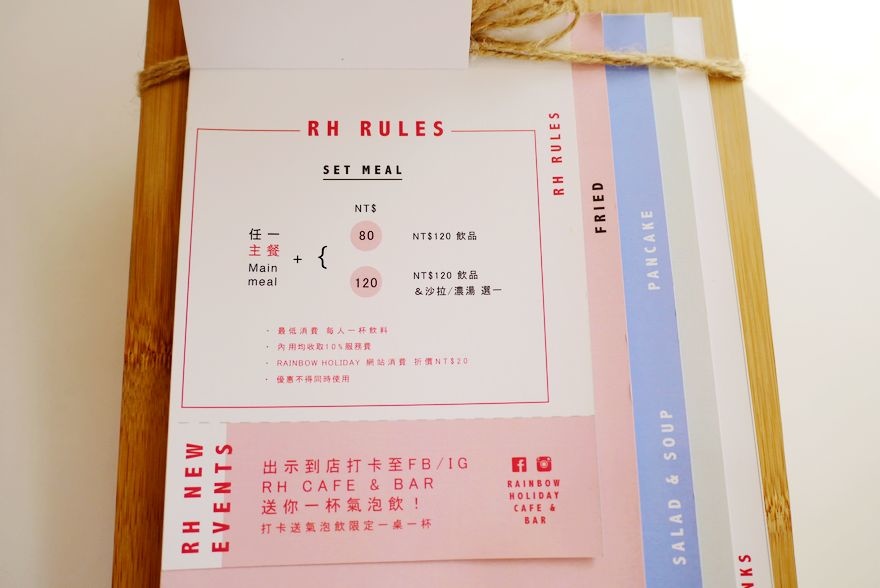 RH RULES
SET MEAL
NT$
任一
主餐
Main
meal
+
{
80
NT$120 飲品
120
NT$120 飲品
&沙拉/濃湯 選一
· 最低消費 每人一杯飲料
· 內用均收取10%服務費
· RAINBOW HOLIDAY 網站消費 折價NT$20
· 優惠不得同時使用
RH NEW
EVENTS
出示到店打卡至FB/IG
RH CAFE & BAR
送你一杯氣泡飲！
打卡送氣泡飲限定一桌一杯
RAINBOW
HOLIDAY
CAFE &
BAR
RH RULES
FRIED
PANCAKE
SALAD & SOUP
NKS